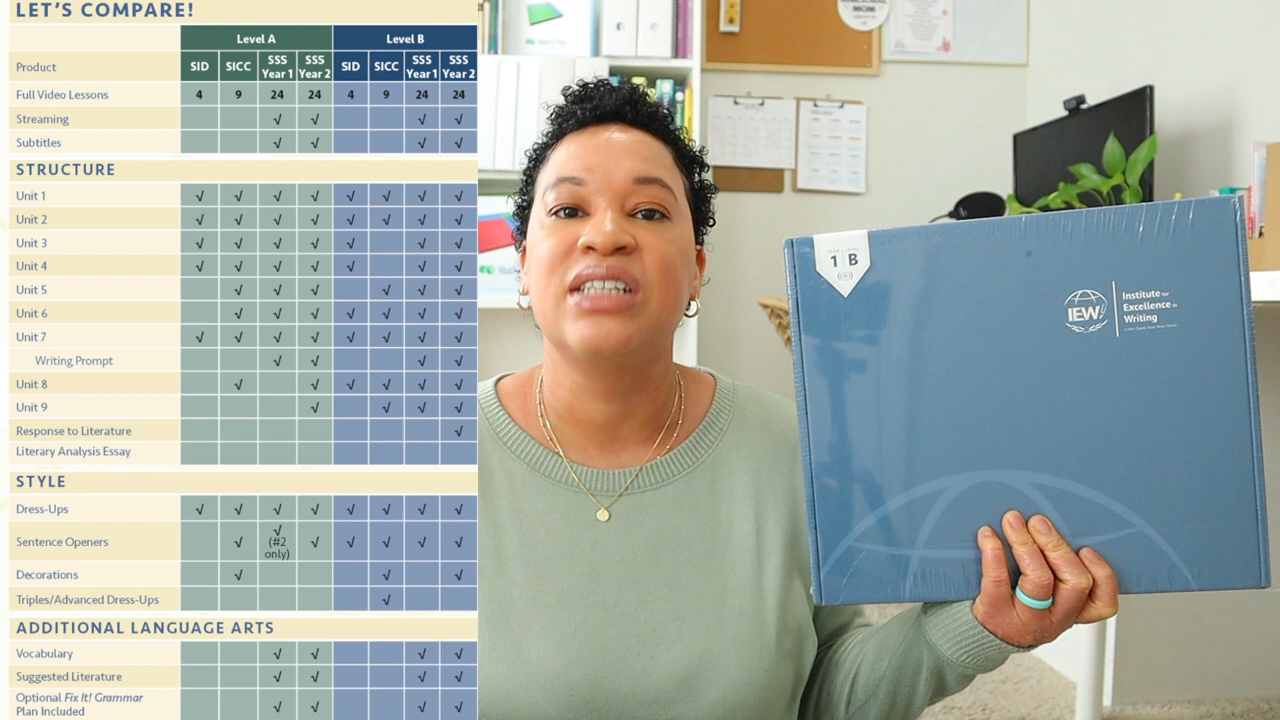 LET'S COMPARE!
Level A Level B
Product SID SICC SSS Year 1 SSS Year 2 SID SICC SSS Year 1 SSS Year 2
Full Video Lessons 4 9 24 24 4 9 24 24
Streaming √ √ √ √
Subtitles √ √ √ √
STRUCTURE
Unit 1 √ √ √ √ √ √ √ √
Unit 2 √ √ √ √ √ √ √ √
Unit 3 √ √ √ √ √ √ √
Unit 4 √ √ √ √ √ √ √
Unit 5 √ √ √ √ √ √
Unit 6 √ √ √ √ √ √ √
Unit 7 √ √ √ √ √ √ √ √
Writing Prompt √ √ √ √
Unit 8 √ √ √ √ √ √
Unit 9 √ √ √ √
Response to Literature √
Literary Analysis Essay
STYLE
Dress-Ups √ √ √ √ √ √ √ √
Sentence Openers √ √ (#2 only) √ √ √ √ √
Decorations √ √ √
Triples/Advanced Dress-Ups √
ADDITIONAL LANGUAGE ARTS
Vocabulary √ √ √ √
Suggested Literature √ √ √ √
Optional Fix It! Grammar
Plan Included √ √ √ √
MOM
YEAR LEVEL
1 B
IEW
Institute for
Excellence in
Writing